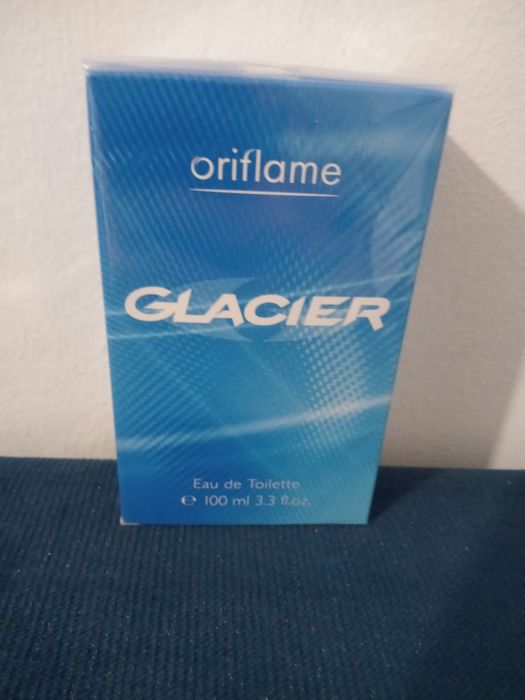 oriflame
GLACIER
Eau de Toilette
℮ 100 ml 3.3 fl.oz.